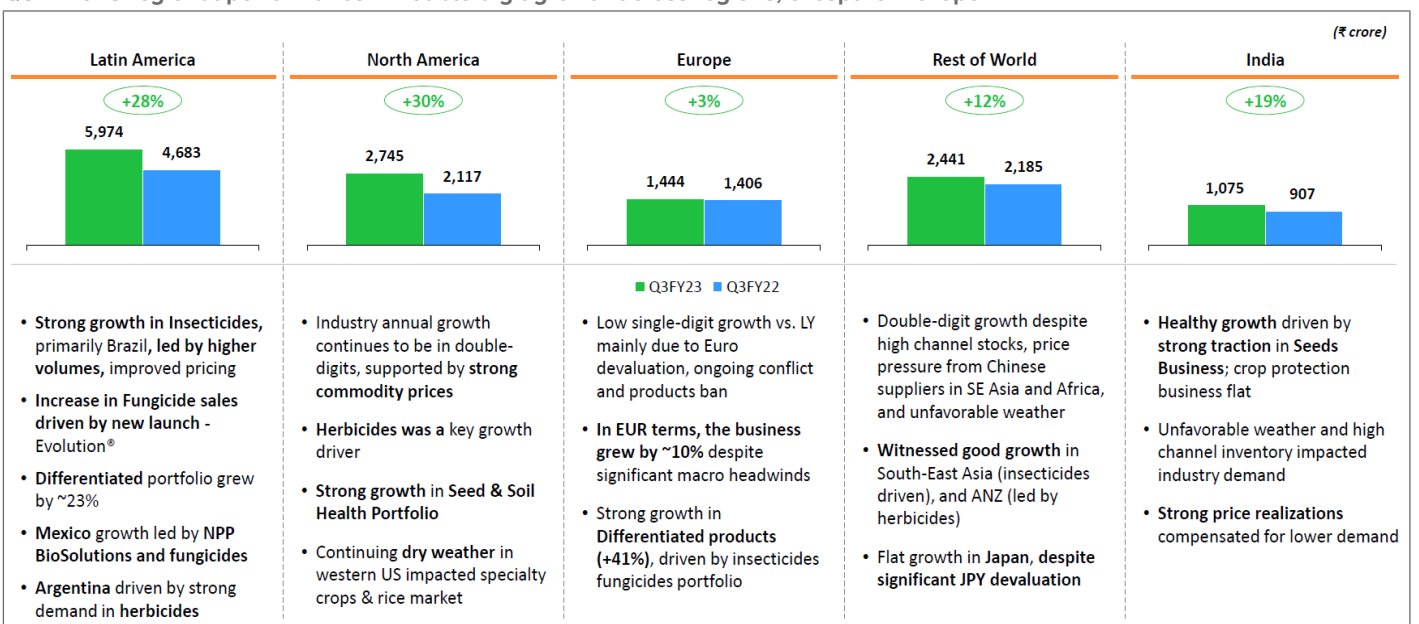 (₹ crore)
Latin America
+28%
5,974
4,683
North America
+30%
2,745
2,117
Europe
+3%
1,444
1,406
Rest of World
+12%
2,441
2,185
India
+19%
1,075
907
Q3FY23 Q3FY22
• Strong growth in Insecticides,
primarily Brazil, led by higher
volumes, improved pricing
• Increase in Fungicide sales
driven by new launch -
Evolution®
• Differentiated portfolio grew
by ~23%
• Mexico growth led by NPP
BioSolutions and fungicides
• Argentina driven by strong
demand in herbicides
• Industry annual growth
continues to be in double-
digits, supported by strong
commodity prices
• Herbicides was a key growth
driver
• Strong growth in Seed & Soil
Health Portfolio
• Continuing dry weather in
western US impacted specialty
crops & rice market
• Low single-digit growth vs. LY
mainly due to Euro
devaluation, ongoing conflict
and products ban
• In EUR terms, the business
grew by ~10% despite
significant macro headwinds
• Strong growth in
Differentiated products
(+41%), driven by insecticides
fungicides portfolio
• Double-digit growth despite
high channel stocks, price
pressure from Chinese
suppliers in SE Asia and Africa,
and unfavorable weather
• Witnessed good growth in
South-East Asia (insecticides
driven), and ANZ (led by
herbicides)
• Flat growth in Japan, despite
significant JPY devaluation
• Healthy growth driven by
strong traction in Seeds
Business; crop protection
business flat
• Unfavorable weather and high
channel inventory impacted
industry demand
• Strong price realizations
compensated for lower demand